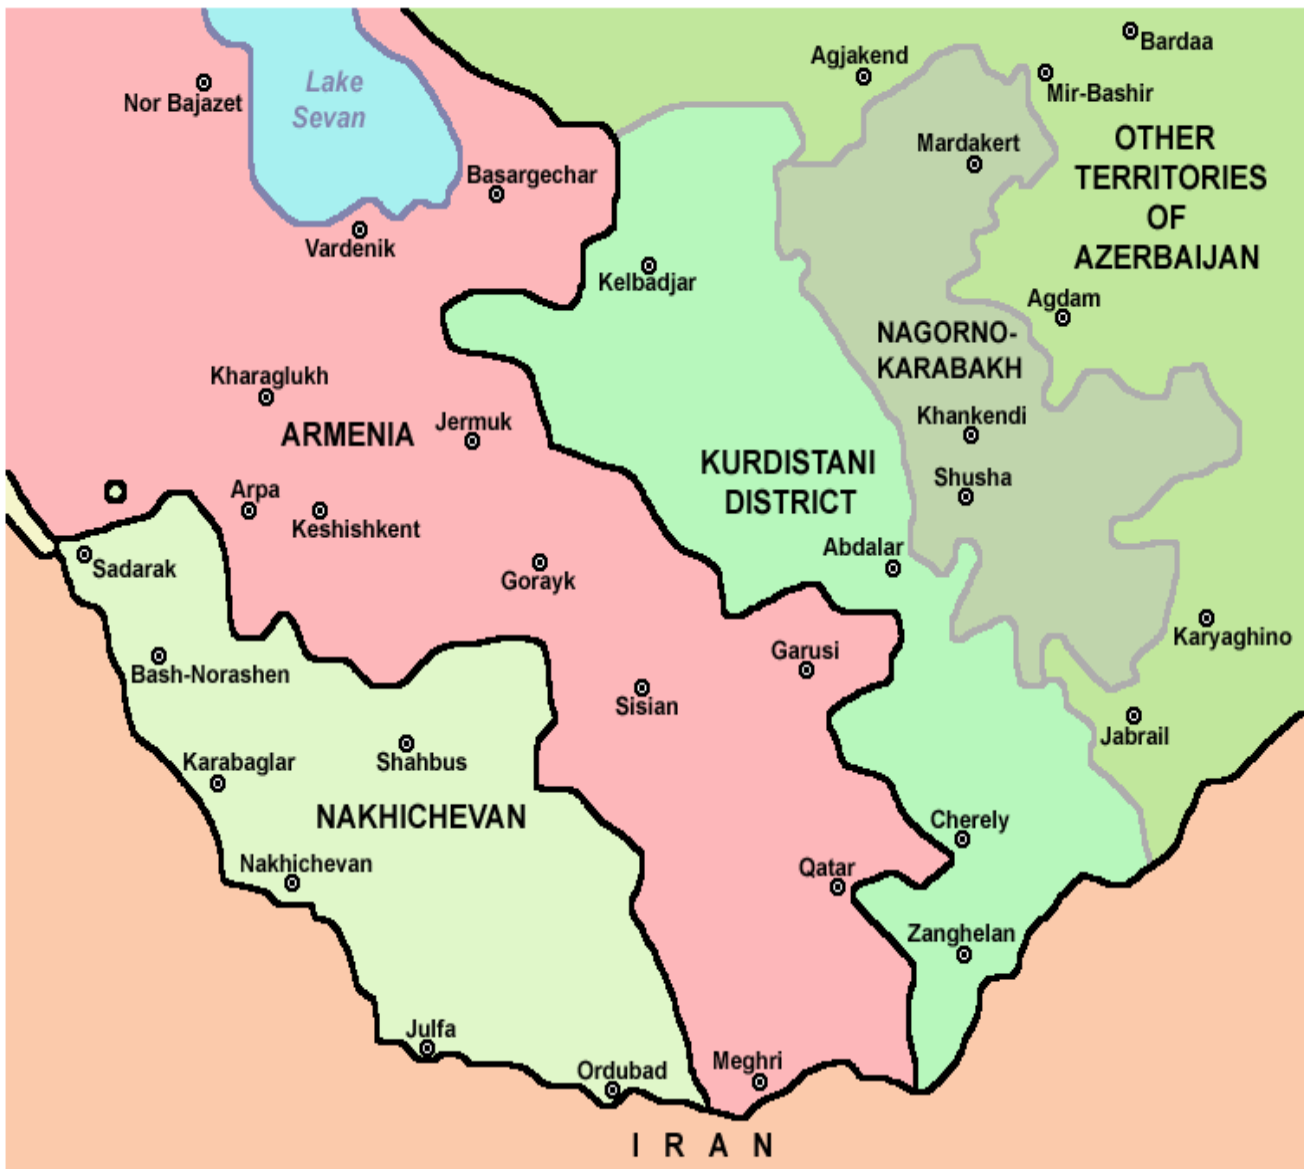 Bardaa
Agjakend
Mir-Bashir
Lake
Sevan
Nor Bajazet
Mardakert
OTHER
TERRITORIES
OF
AZERBAIJAN
Basargechar
Vardenik
Kelbadjar
Agdam
NAGORNO-
KARABAKH
Kharaglukh
ARMENIA
Jermuk
Khankendi
KURDISTANI
DISTRICT
Shusha
Arpa
Keshishkent
Abdalar
Sadarak
Gorayk
Karyaghino
Garusi
Bash-Norashen
Sisian
Jabrail
Karabaglar
Shahbus
NAKHICHEVAN
Cherely
Nakhichevan
Qatar
Zanghelan
Julfa
Ordubad
Meghri
IRAN